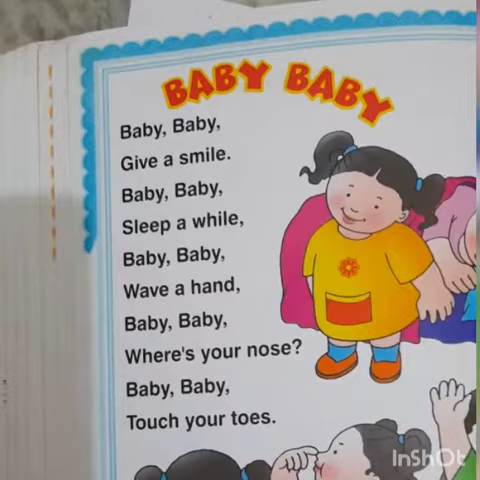 BABY BABY
Baby, Baby,
Give a smile.
Baby, Baby,
Sleep a while,
Baby, Baby,
Wave a hand,
Baby, Baby,
Where's your nose?
Baby, Baby,
Touch your toes.
InShOt